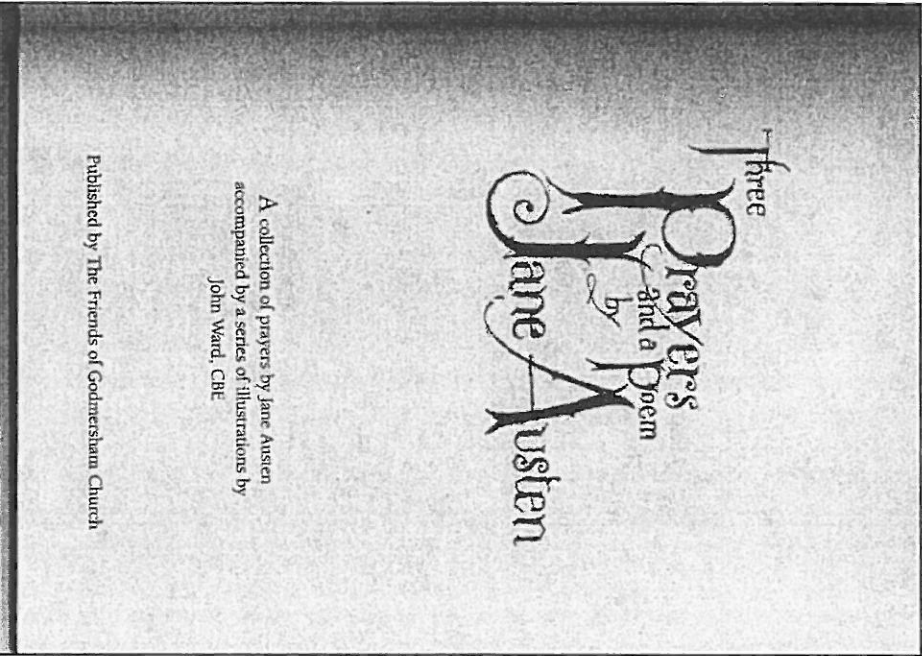 Three
Prayers
and a Poem
by
Jane Austen
A collection of prayers by Jane Austen
accompanied by a series of illustrations by
John Ward, CBE
Published by The Friends of Godmersham Church